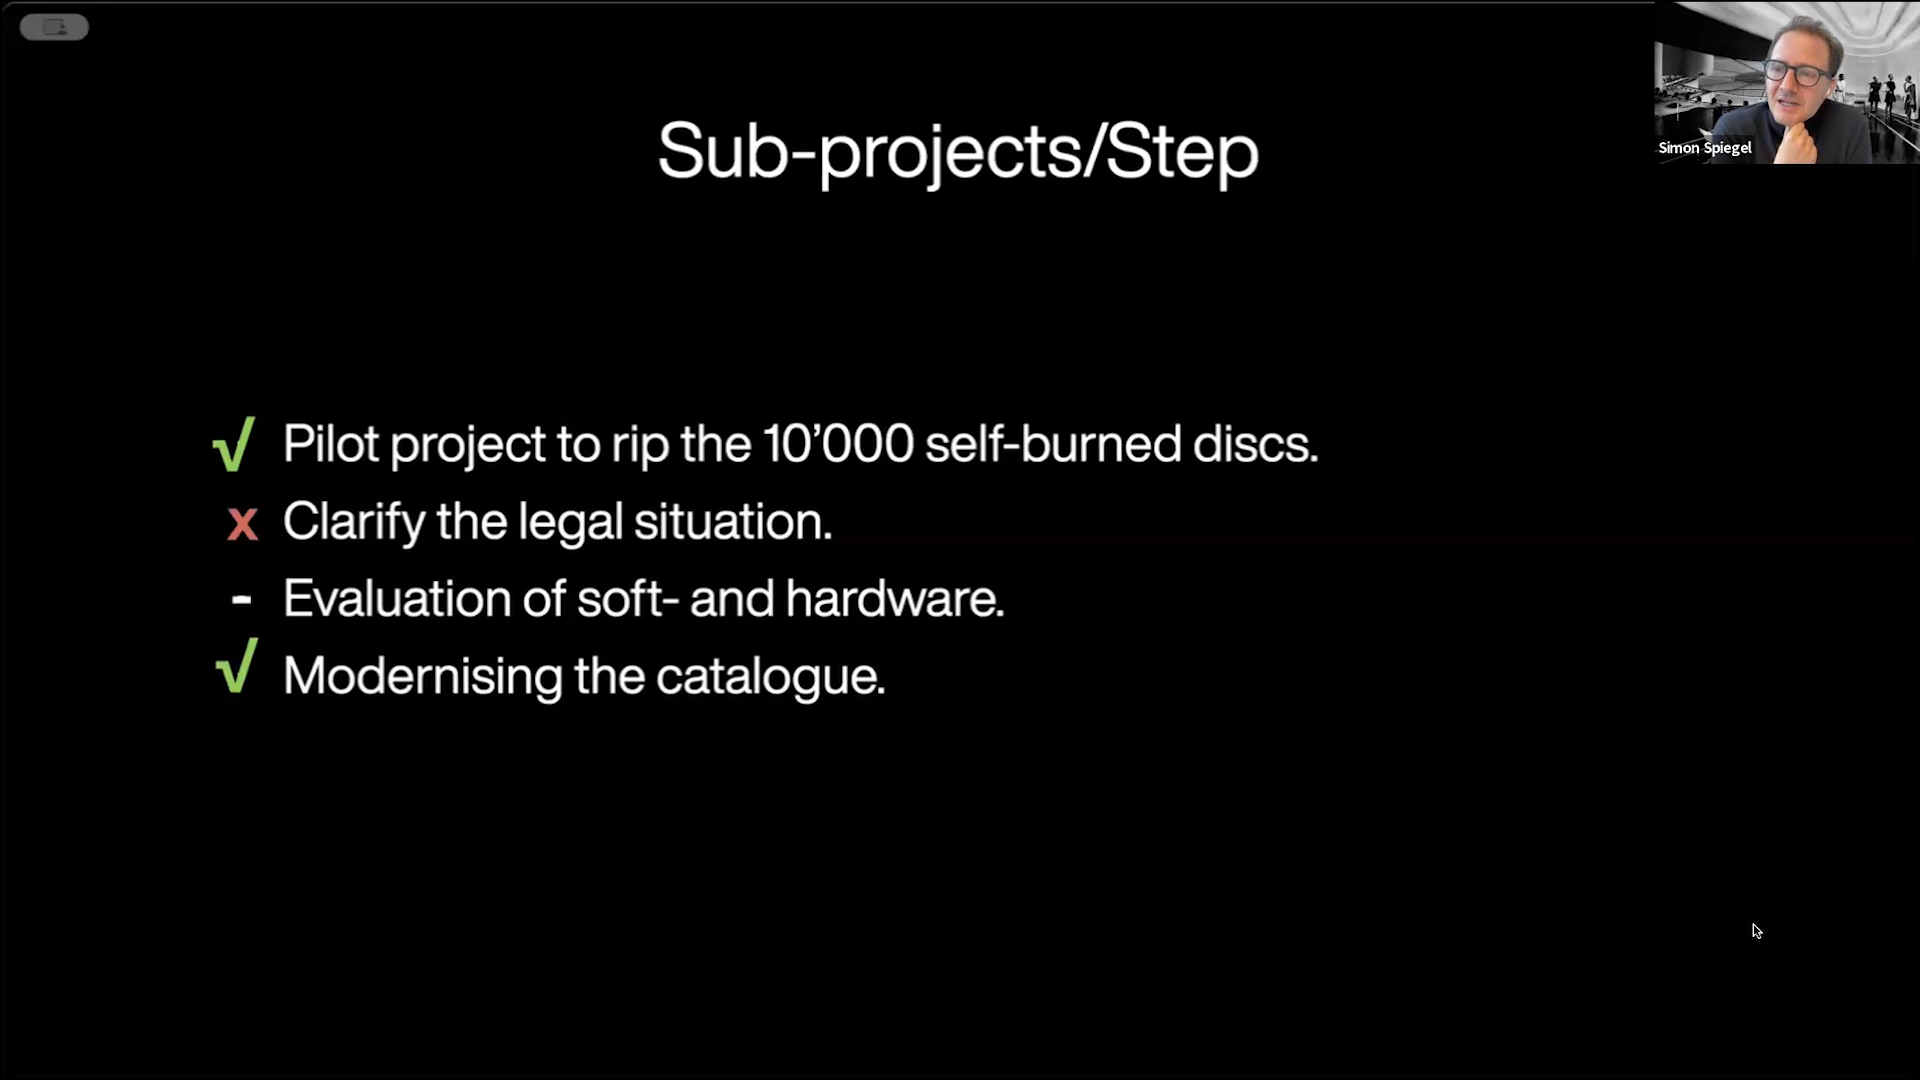 Simon Spiegel
Sub-projects/Step
√ Pilot project to rip the 10’000 self-burned discs.
x Clarify the legal situation.
- Evaluation of soft- and hardware.
√ Modernising the catalogue.